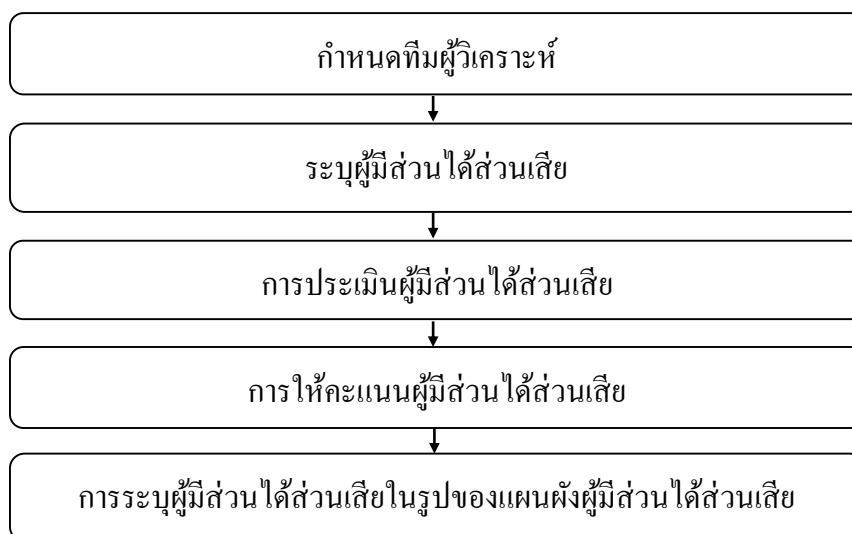 กำหนดทีมผู้วิเคราะห์
ระบุผู้มีส่วนได้ส่วนเสีย
การประเมินผู้มีส่วนได้ส่วนเสีย
การให้คะแนนผู้มีส่วนได้ส่วนเสีย
การระบุผู้มีส่วนได้ส่วนเสียในรูปของแผนผังผู้มีส่วนได้ส่วนเสีย